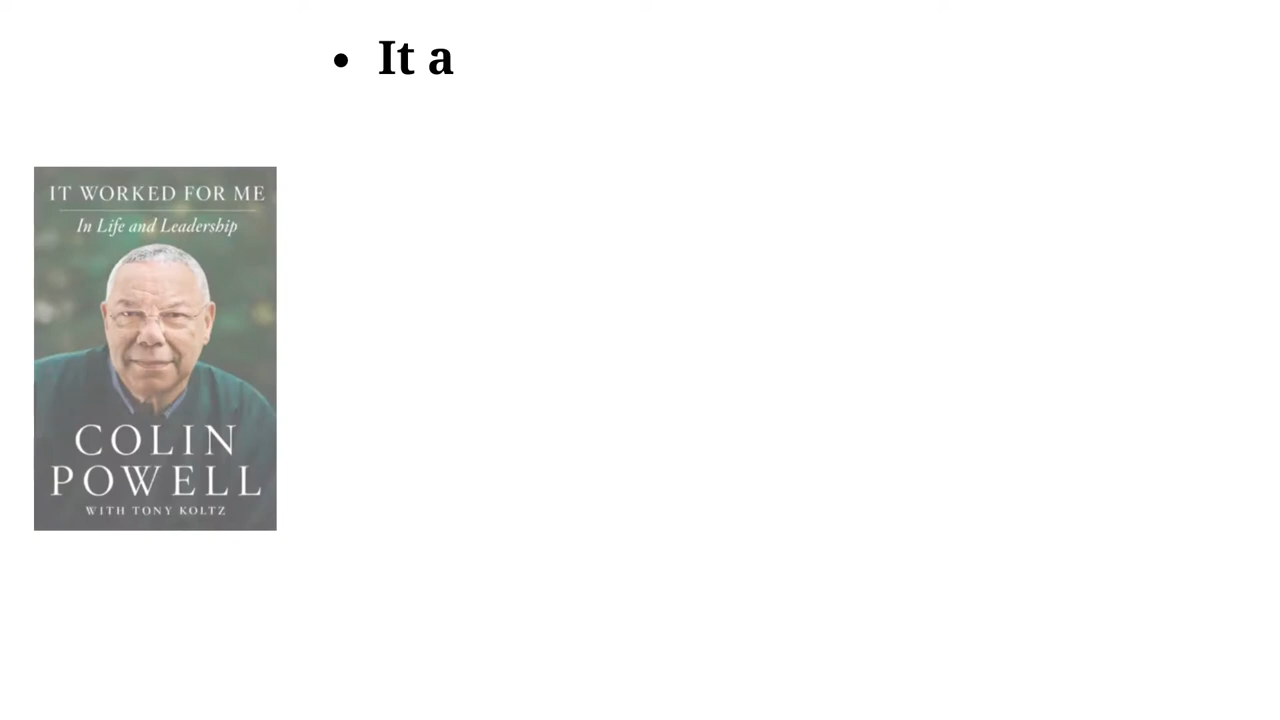 • It a
IT WORKED FOR ME
In Life and Leadership
COLIN
POWELL
WITH TONY KOLTZ